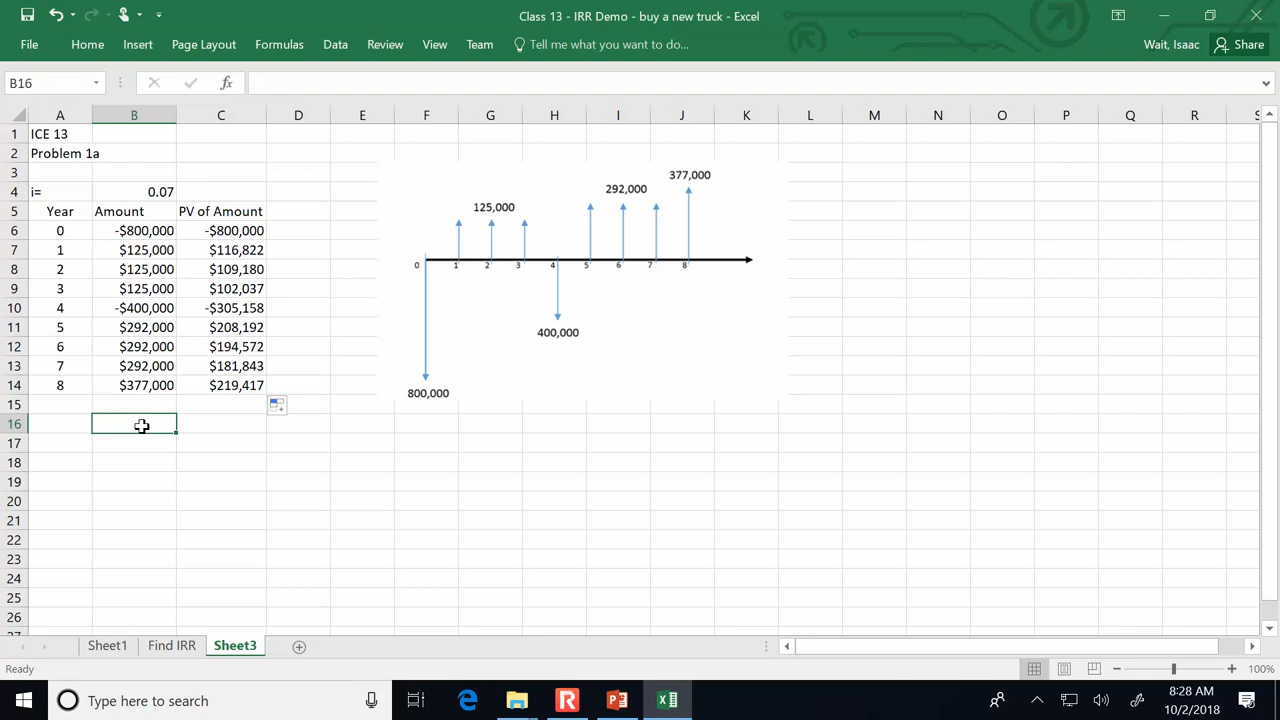 Class 13 - IRR Demo - buy a new truck - Excel
File Home Insert Page Layout Formulas Data Review View Team Tell me what you want to do... Wait, Isaac Share
B16 fx
A B C D E F G H I J K L M N O P Q R S
1 ICE 13
2 Problem 1a
3
4 i= 0.07
5 Year Amount PV of Amount
6 0 -$800,000 -$800,000
7 1 $125,000 $116,822
8 2 $125,000 $109,180
9 3 $125,000 $102,037
10 4 -$400,000 -$305,158
11 5 $292,000 $208,192
12 6 $292,000 $194,572
13 7 $292,000 $181,843
14 8 $377,000 $219,417
15
16
17
18
19
20
21
22
23
24
25
26
27
377,000
292,000
125,000
0 1 2 3 4 5 6 7 8
400,000
800,000
Sheet1 Find IRR Sheet3
Ready 100%
Type here to search
8:28 AM
10/2/2018